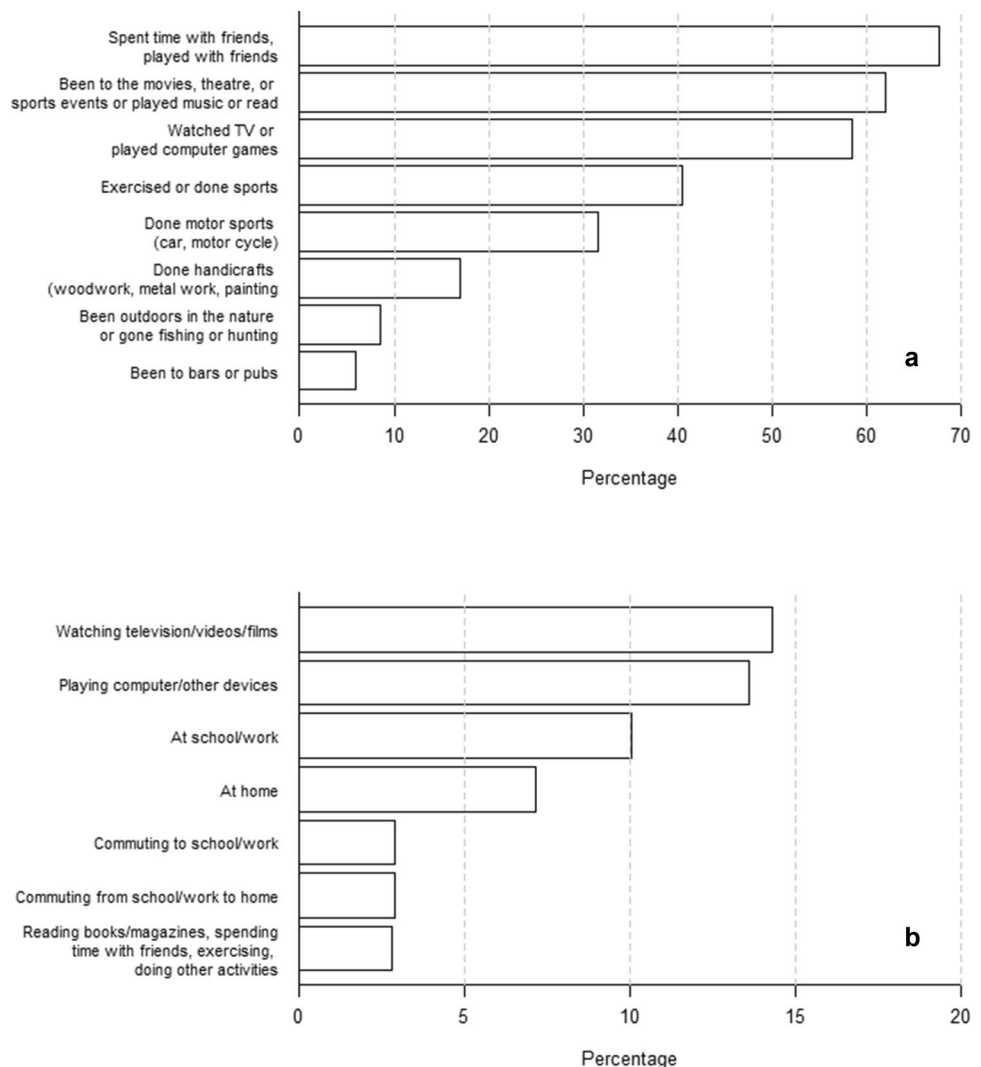 Spent time with friends,
played with friends
Been to the movies, theatre, or
sports events or played music or read
Watched TV or
played computer games
Exercised or done sports
Done motor sports
(car, motor cycle)
Done handicrafts
(woodwork, metal work, painting
Been outdoors in the nature
or gone fishing or hunting
Been to bars or pubs
a
0 10 20 30 40 50 60 70
Percentage
Watching television/videos/films
Playing computer/other devices
At school/work
At home
Commuting to school/work
Commuting from school/work to home
Reading books/magazines, spending
time with friends, exercising,
doing other activities
b
0 5 10 15 20
Percentage